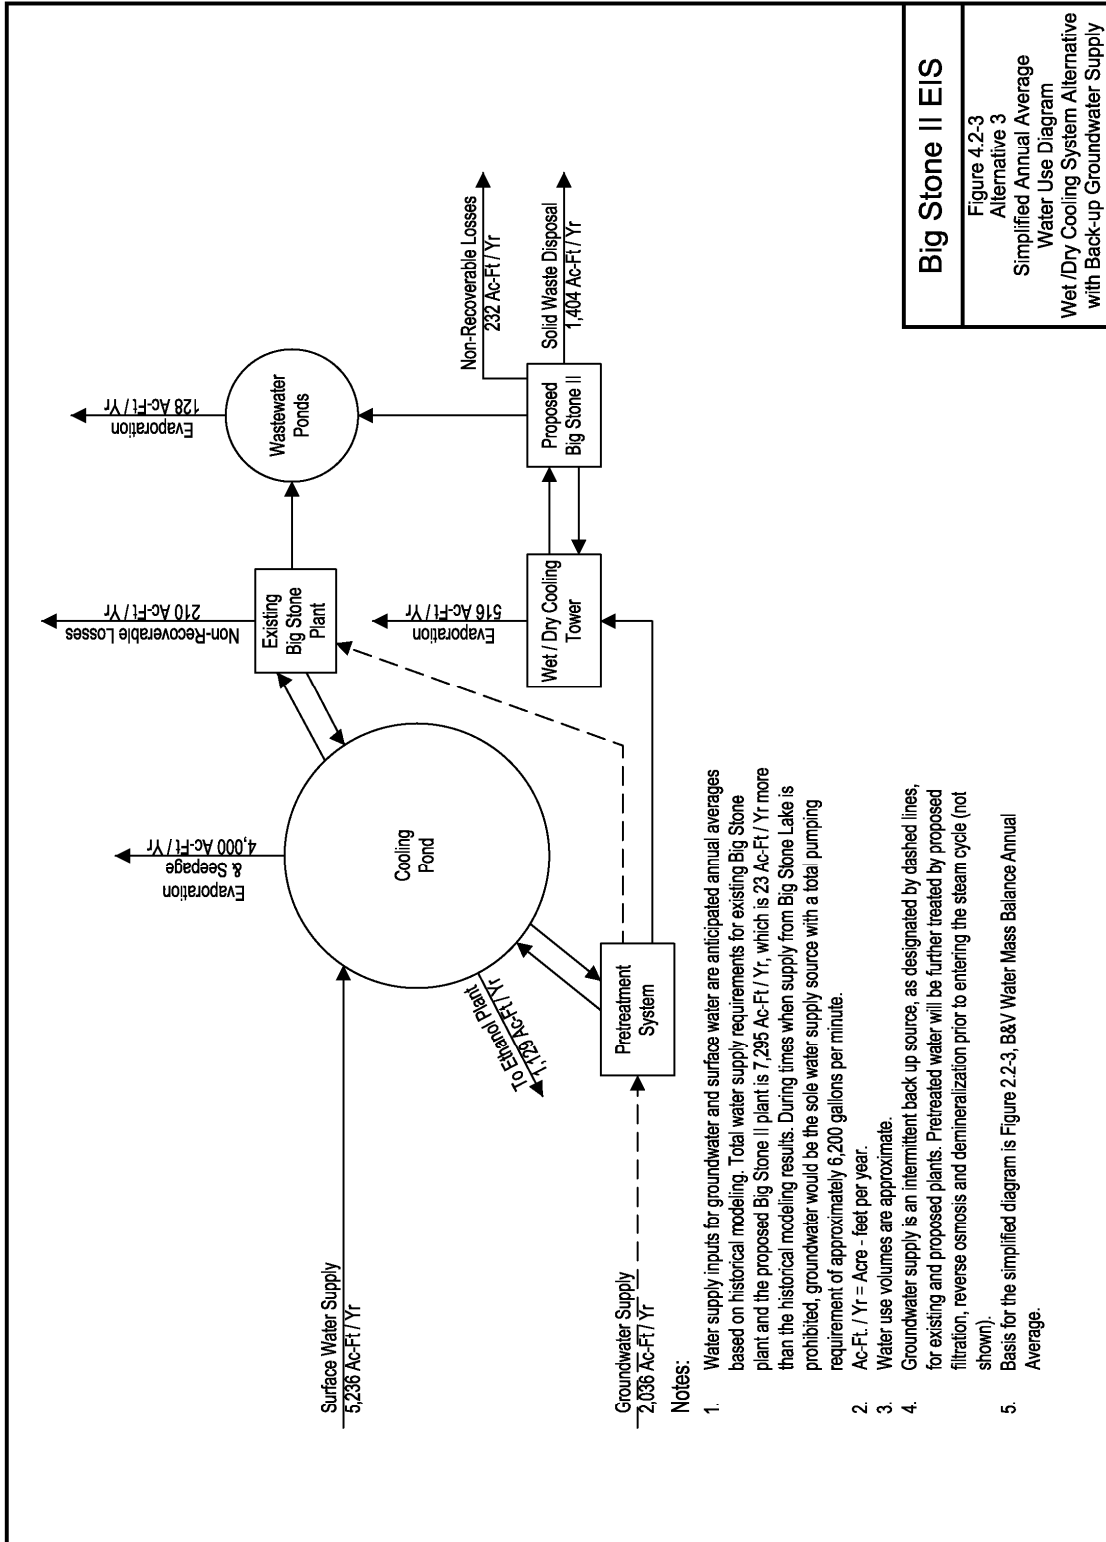 Evaporation
& Seepage
4,000 Ac-Ft / Yr
Non-Recoverable Losses
210 Ac-Ft / Yr
Evaporation
128 Ac-Ft / Yr
Surface Water Supply
5,236 Ac-Ft / Yr
Cooling
Pond
Existing
Big Stone
Plant
Wastewater
Ponds
To Ethanol Plant
1,129 Ac-Ft / Yr
Evaporation
516 Ac-Ft / Yr
Non-Recoverable Losses
232 Ac-Ft / Yr
Groundwater Supply
2,036 Ac-Ft / Yr
Pretreatment
System
Wet / Dry Cooling
Tower
Proposed
Big Stone II
Solid Waste Disposal
1,404 Ac-Ft / Yr
Notes:
1. Water supply inputs for groundwater and surface water are anticipated annual averages
based on historical modeling. Total water supply requirements for existing Big Stone
plant and the proposed Big Stone II plant is 7,295 Ac-Ft / Yr, which is 23 Ac-Ft / Yr more
than the historical modeling results. During times when supply from Big Stone Lake is
prohibited, groundwater would be the sole water supply source with a total pumping
requirement of approximately 6,200 gallons per minute.
2. Ac-Ft. / Yr = Acre - feet per year.
3. Water use volumes are approximate.
4. Groundwater supply is an intermittent back up source, as designated by dashed lines,
for existing and proposed plants. Pretreated water will be further treated by proposed
filtration, reverse osmosis and demineralization prior to entering the steam cycle (not
shown).
5. Basis for the simplified diagram is Figure 2.2-3, B&V Water Mass Balance Annual
Average.
Big Stone II EIS
Figure 4.2-3
Alternative 3
Simplified Annual Average
Water Use Diagram
Wet /Dry Cooling System Alternative
with Back-up Groundwater Supply